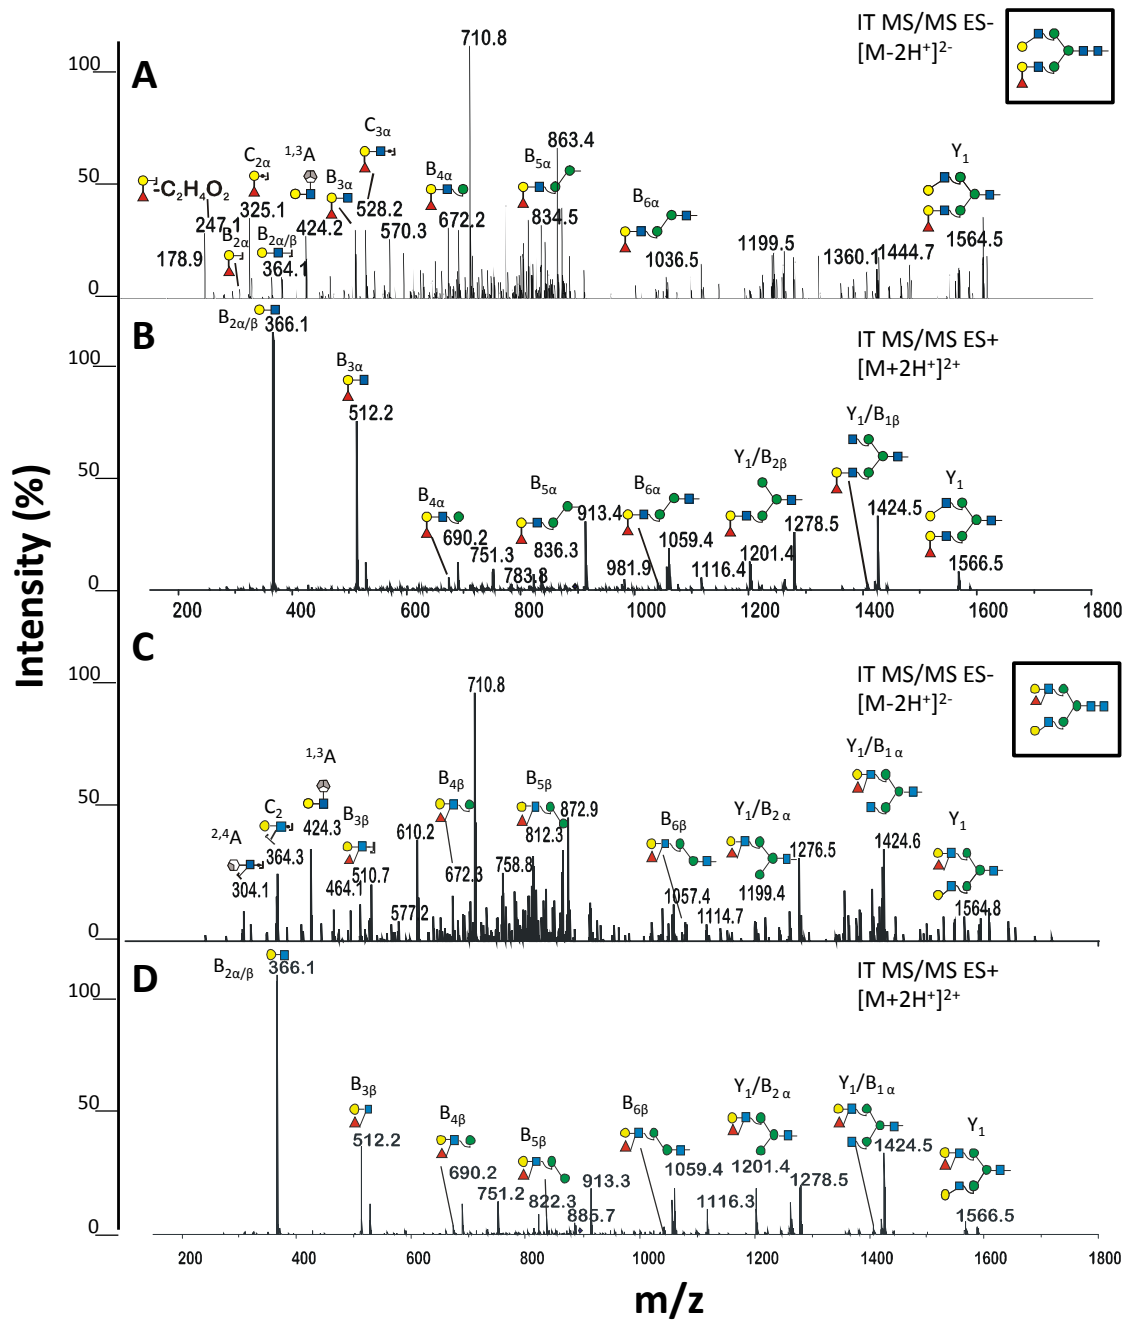 IT MS/MS ES-
[M-2H⁺]²⁻
A
100
50
0
710.8
863.4
-C₂H₄O₂
C₂α
¹,³A
C₃α
B₃α
B₄α
B₅α
B₆α
Y₁
247.1
325.1
424.2
528.2
570.3
672.2
834.5
1036.5
1199.5
1360.1
1444.7
1564.5
178.9
B₂α
B₂α/β
364.1
B
IT MS/MS ES+
[M+2H⁺]²⁺
100
50
0
B₂α/β
366.1
B₃α
512.2
B₄α
690.2
751.3
783.8
B₅α
836.3
913.4
981.9
B₆α
1059.4
1116.4
Y₁/B₂β
1201.4
1278.5
Y₁/B₁β
1424.5
Y₁
1566.5
200 400 600 800 1000 1200 1400 1600 1800
Intensity (%)
C
IT MS/MS ES-
[M-2H⁺]²⁻
100
50
0
710.8
²,⁴A
304.1
C₂
364.3
¹,³A
424.3
B₃β
464.1
510.7
577.2
610.2
B₄β
672.3
758.8
B₅β
812.3
872.9
B₆β
1057.4
1114.7
Y₁/B₂ α
1199.4
1276.5
Y₁/B₁ α
1424.6
Y₁
1564.8
D
IT MS/MS ES+
[M+2H⁺]²⁺
100
50
0
B₂α/β
366.1
B₃β
512.2
B₄β
690.2
751.2
B₅β
822.3
885.7
913.3
B₆β
1059.4
1116.3
Y₁/B₂ α
1201.4
1278.5
Y₁/B₁ α
1424.5
Y₁
1566.5
200 400 600 800 1000 1200 1400 1600 1800
m/z